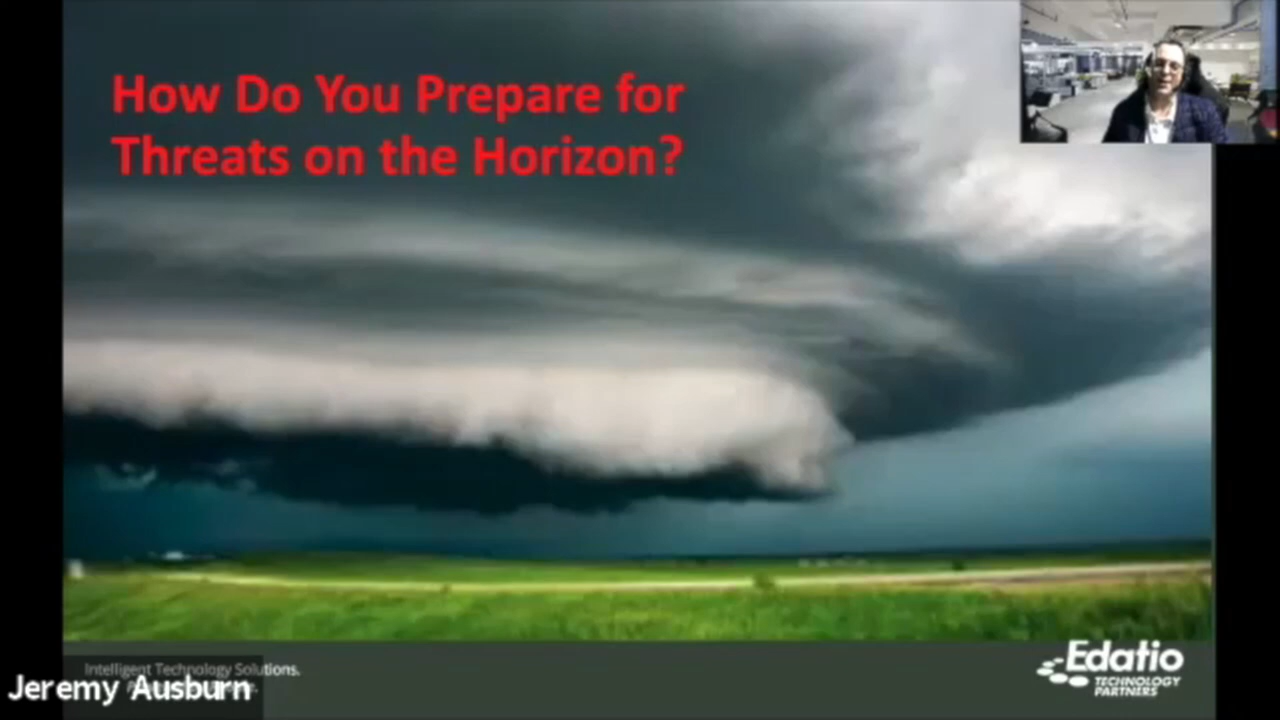 How Do You Prepare for
Threats on the Horizon?
Intelligent Technology Solutions.
Jeremy Ausburn
Edatio
TECHNOLOGY
PARTNERS